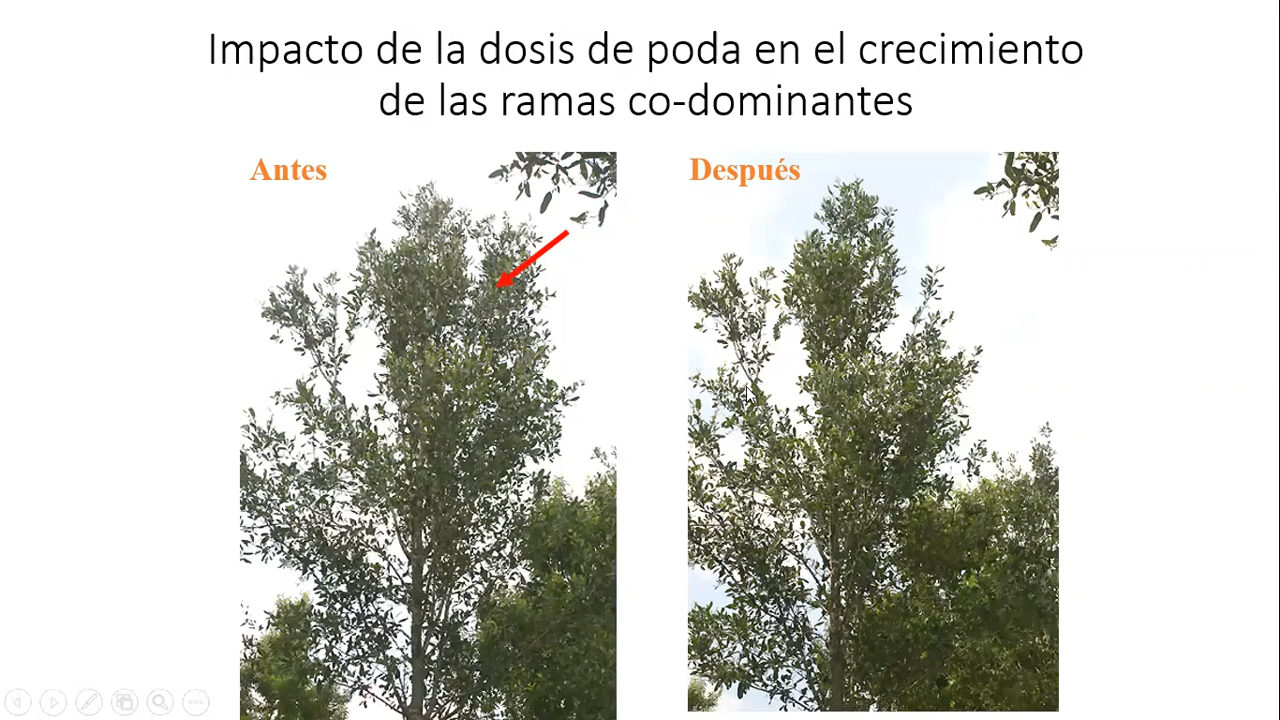 Impacto de la dosis de poda en el crecimiento
de las ramas co-dominantes
Antes
Después